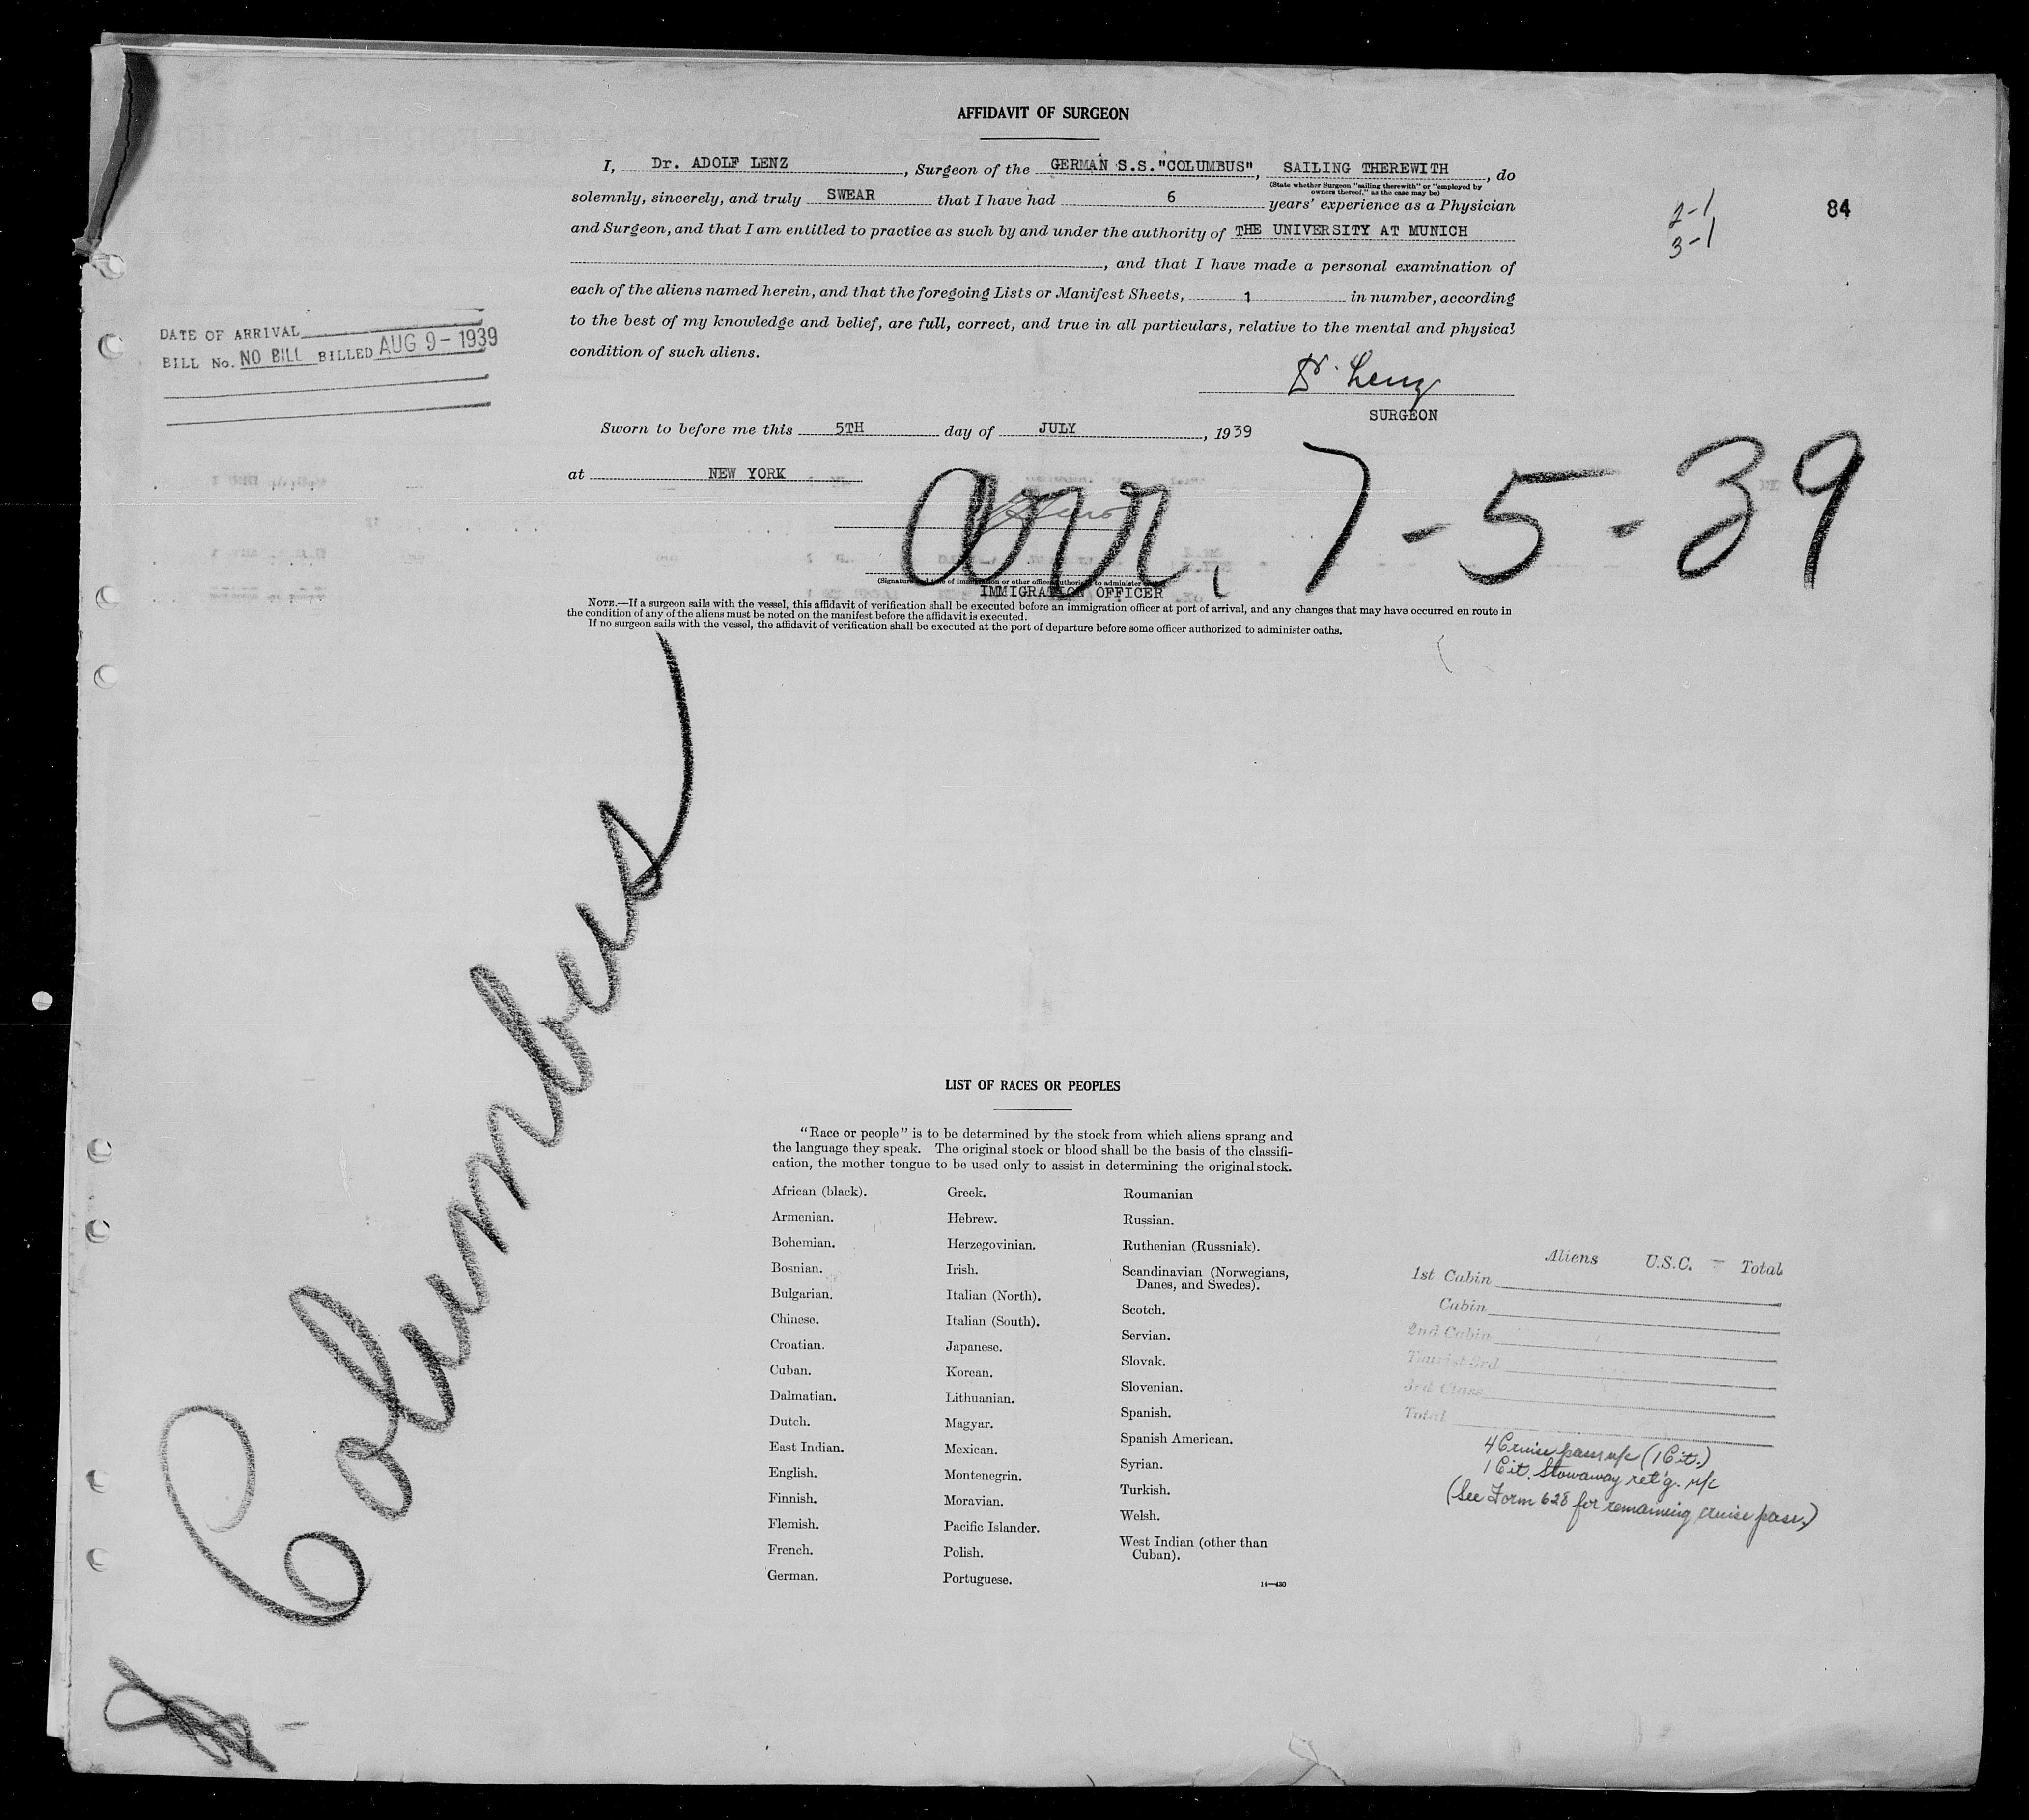 AFFIDAVIT OF SURGEON
I, Dr. ADOLF LENZ, Surgeon of the GERMAN S.S."COLUMBUS", SAILING THEREWITH, do
(State whether Surgeon "sailing therewith" or "employed by
owners thereof," as the case may be)
solemnly, sincerely, and truly SWEAR that I have had 6 years' experience as a Physician
and Surgeon, and that I am entitled to practice as such by and under the authority of THE UNIVERSITY AT MUNICH
, and that I have made a personal examination of
each of the aliens named herein, and that the foregoing Lists or Manifest Sheets, 1 in number, according
to the best of my knowledge and belief, are full, correct, and true in all particulars, relative to the mental and physical
condition of such aliens.
2-1
3-1
84
DATE OF ARRIVAL
BILL No. NO BILL BILLED AUG 9-1939
Dr. Lenz
SURGEON
Sworn to before me this 5TH day of JULY, 1939
at NEW YORK
arr. 7-5-39
(Signature and title of immigration or other officer authorized to administer
IMMIGRATION OFFICER
NOTE.—If a surgeon sails with the vessel, this affidavit of verification shall be executed before an immigration officer at port of arrival, and any changes that may have occurred en route in
the condition of any of the aliens must be noted on the manifest before the affidavit is executed.
If no surgeon sails with the vessel, the affidavit of verification shall be executed at the port of departure before some officer authorized to administer oaths.
Columbus
LIST OF RACES OR PEOPLES
"Race or people" is to be determined by the stock from which aliens sprang and
the language they speak. The original stock or blood shall be the basis of the classifi-
cation, the mother tongue to be used only to assist in determining the original stock.
African (black).
Armenian.
Bohemian.
Bosnian.
Bulgarian.
Chinese.
Croatian.
Cuban.
Dalmatian.
Dutch.
East Indian.
English.
Finnish.
Flemish.
French.
German.
Greek.
Hebrew.
Herzegovinian.
Irish.
Italian (North).
Italian (South).
Japanese.
Korean.
Lithuanian.
Magyar.
Mexican.
Montenegrin.
Moravian.
Pacific Islander.
Polish.
Portuguese.
Roumanian
Russian.
Ruthenian (Russniak).
Scandinavian (Norwegians,
Danes, and Swedes).
Scotch.
Servian.
Slovak.
Slovenian.
Spanish.
Spanish American.
Syrian.
Turkish.
Welsh.
West Indian (other than
Cuban).
14—430
Aliens U.S.C. Total
1st Cabin
Cabin
2nd Cabin
Tourist 3rd
3rd Class
Total
4 Cruise pass n/c (1 Cit.)
1 Cit. Stowaway ret'g. n/c
(See Form 628 for remaining cruise pass.)